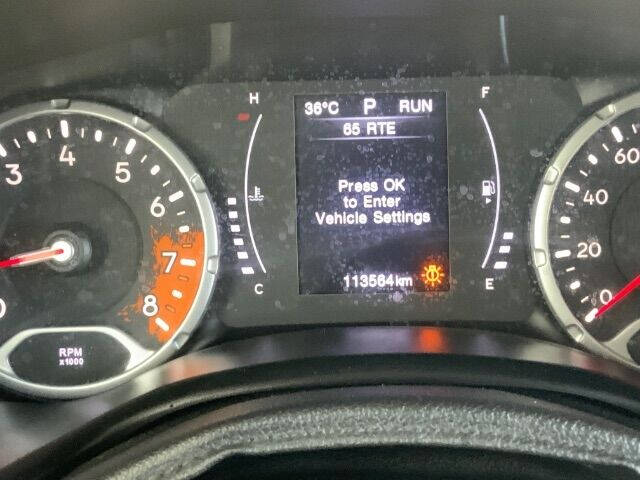 H
36°C P RUN
65 RTE
F
Press OK
to Enter
Vehicle Settings
113564km
C
E
0
3
4
5
6
7
8
RPM
x1000
0
20
40
60